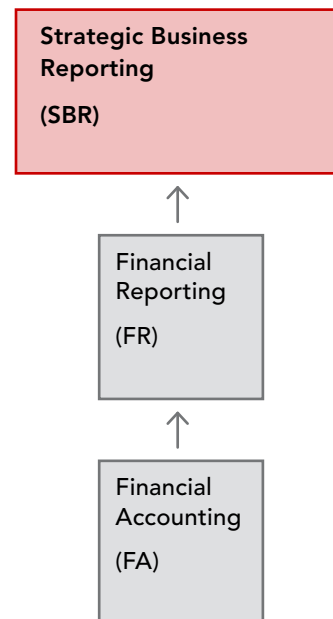 Strategic Business
Reporting
(SBR)
Financial
Reporting
(FR)
Financial
Accounting
(FA)